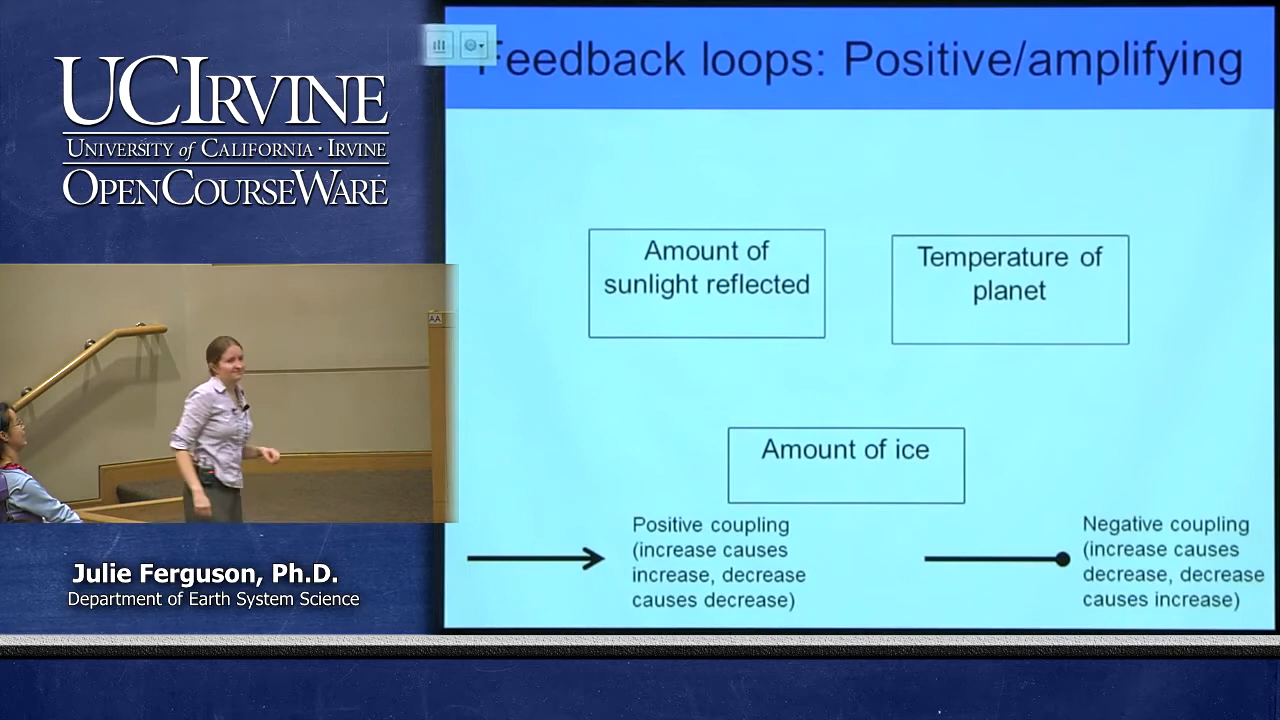 UCIRVINE
UNIVERSITY of CALIFORNIA · IRVINE
OPENCOURSEWARE
Feedback loops: Positive/amplifying
Amount of
sunlight reflected
Temperature of
planet
Amount of ice
Positive coupling
(increase causes
increase, decrease
causes decrease)
Negative coupling
(increase causes
decrease, decrease
causes increase)
AA
Julie Ferguson, Ph.D.
Department of Earth System Science